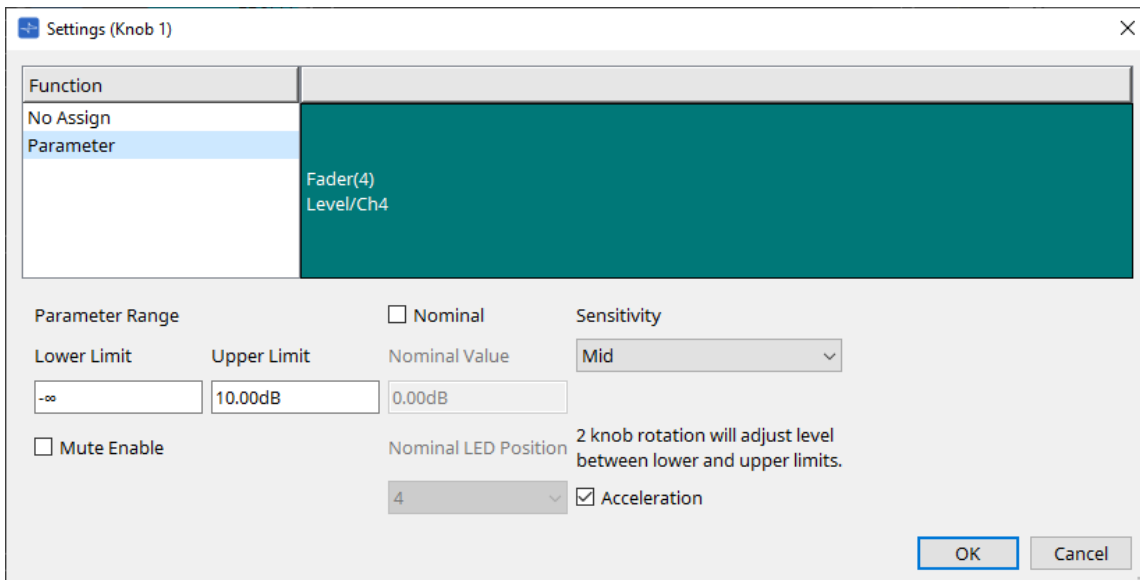 Settings (Knob 1)
Function
No Assign
Parameter
Fader(4)
Level/Ch4
Parameter Range
Nominal
Sensitivity
Lower Limit
Upper Limit
Nominal Value
Mid
-∞
10.00dB
0.00dB
Mute Enable
Nominal LED Position
2 knob rotation will adjust level
between lower and upper limits.
4
Acceleration
OK
Cancel